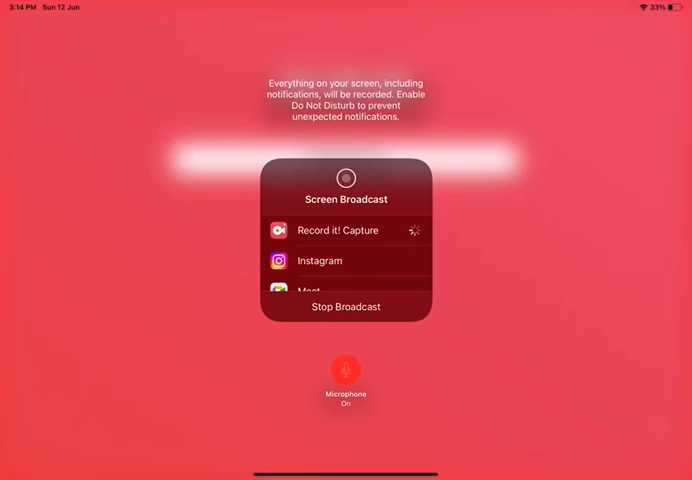 3:14 PM Sun 12 Jun
33%
Everything on your screen, including
notifications, will be recorded. Enable
Do Not Disturb to prevent
unexpected notifications.
Screen Broadcast
Record it! Capture
Instagram
Meet
Stop Broadcast
Microphone
On